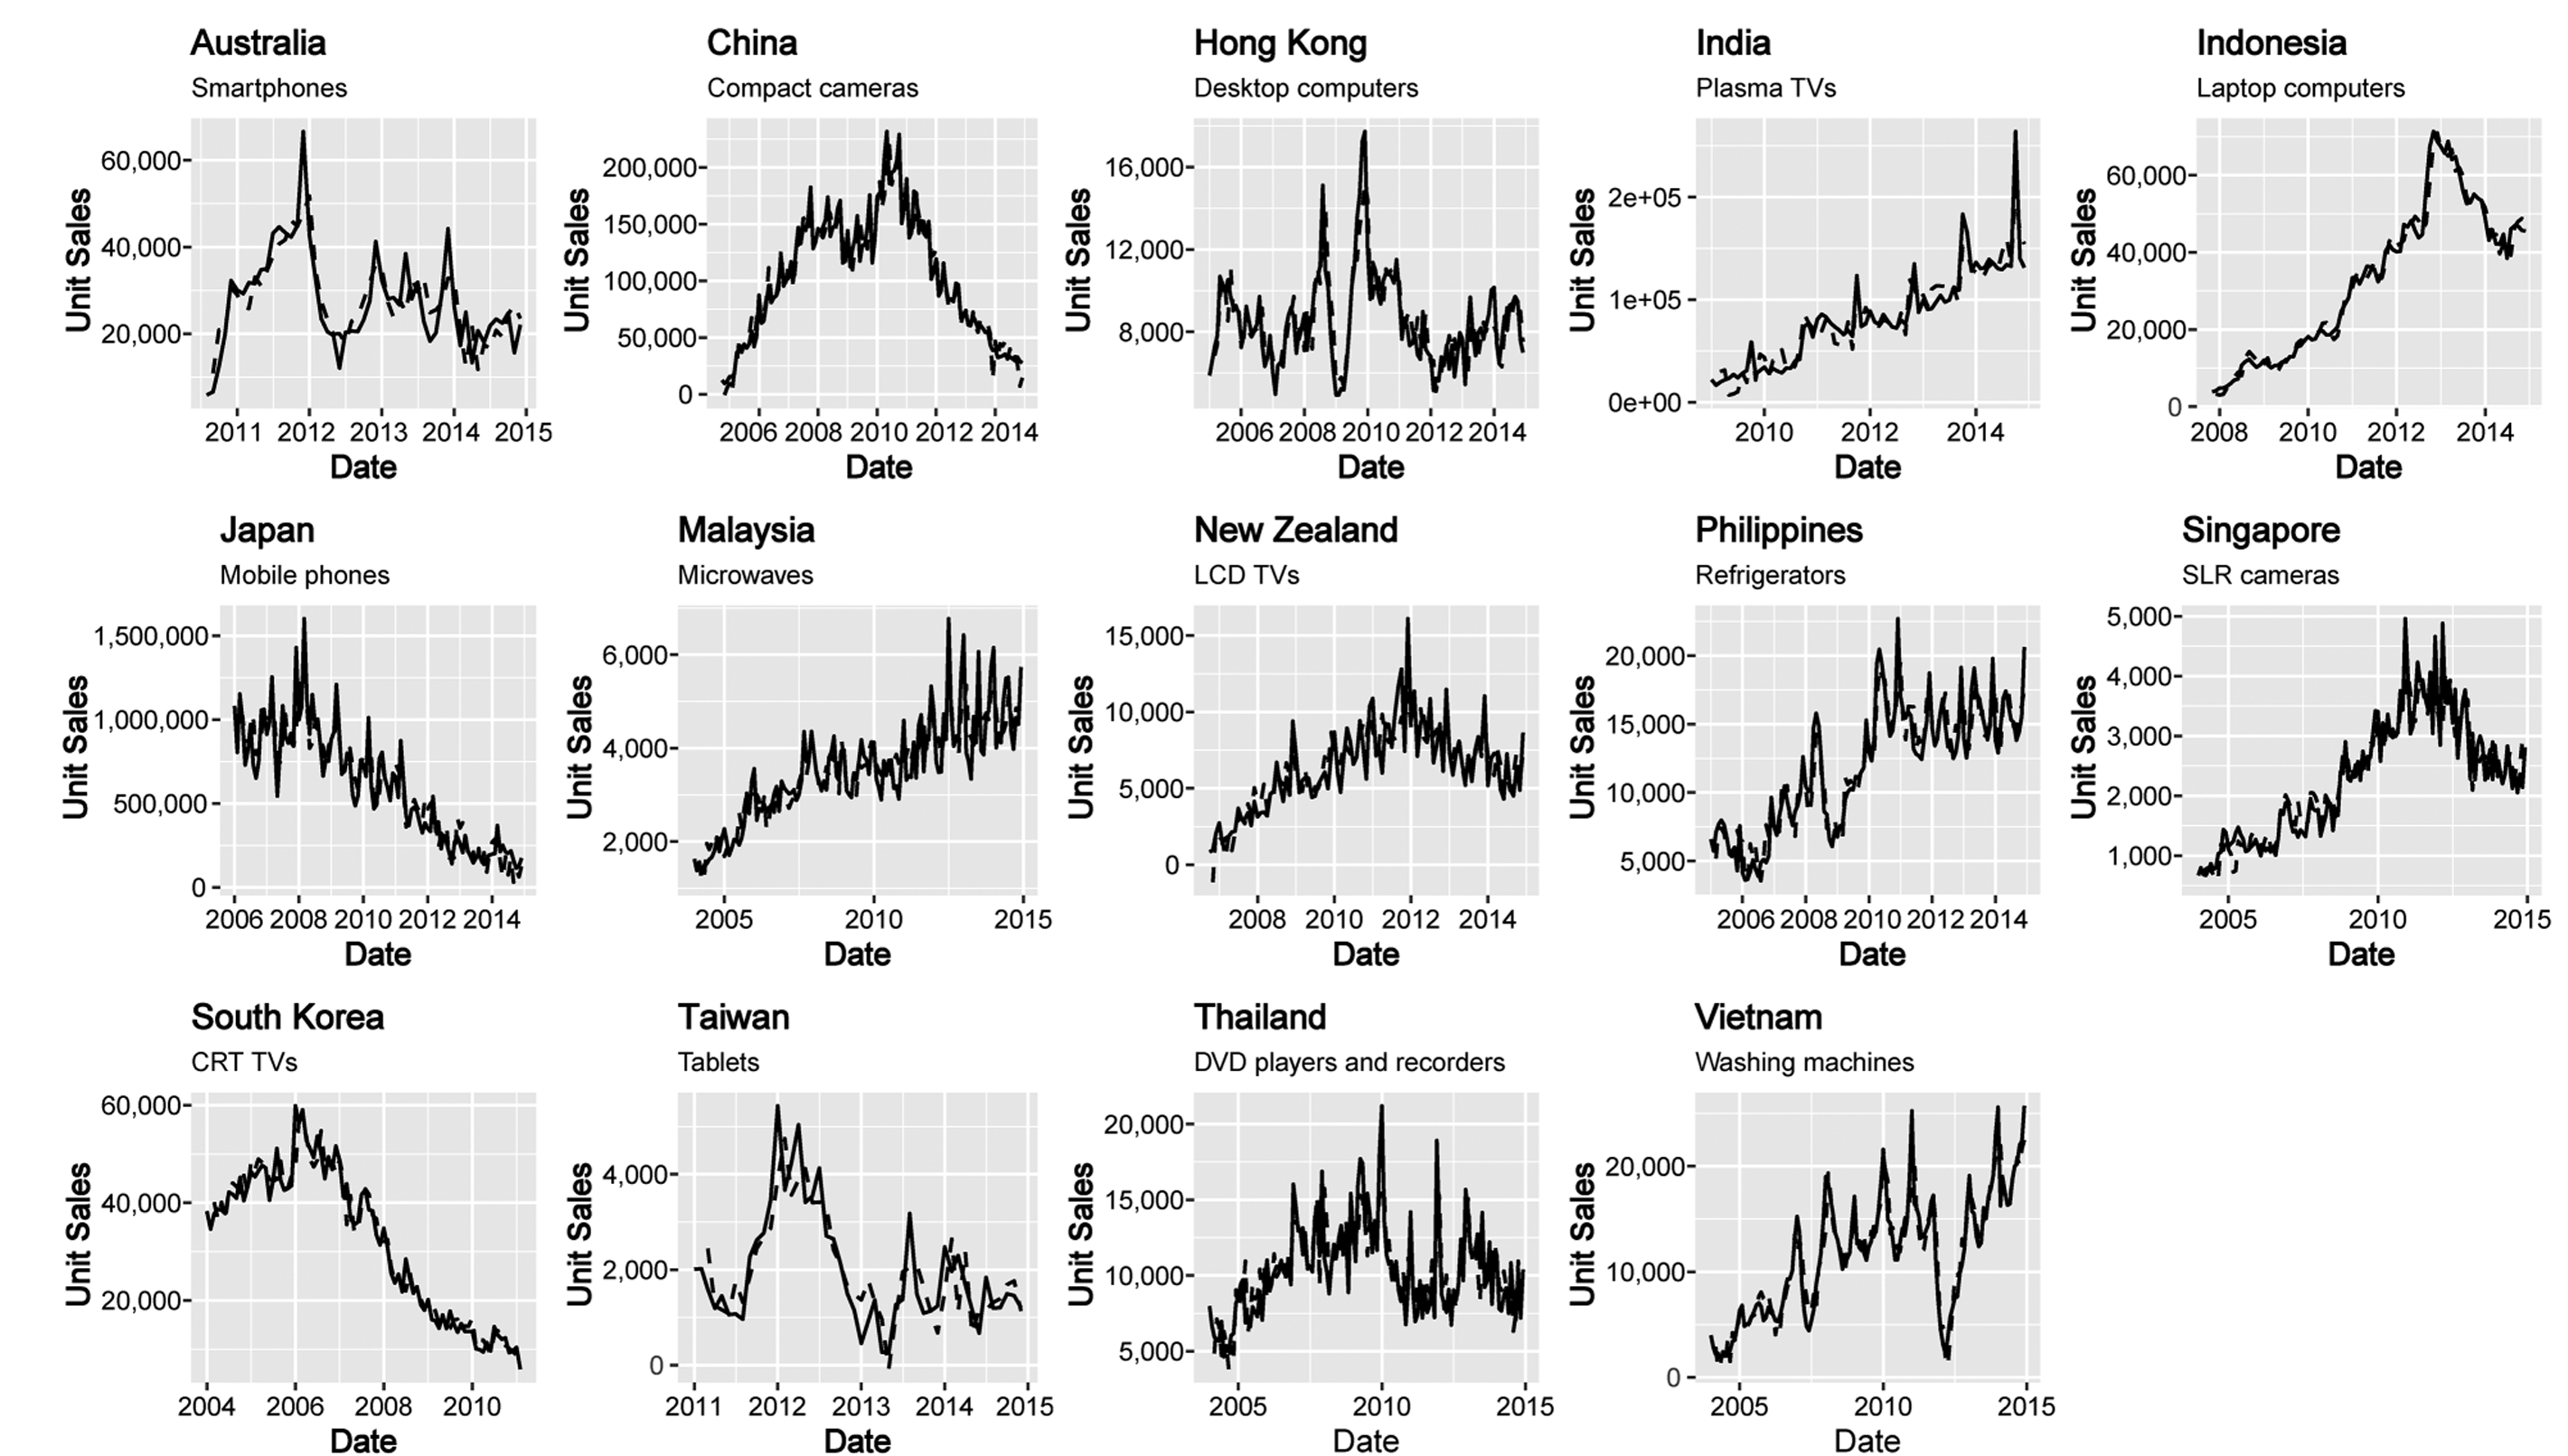 Australia
Smartphones
Unit Sales
60,000
40,000
20,000
2011 2012 2013 2014 2015
Date
China
Compact cameras
Unit Sales
200,000
150,000
100,000
50,000
0
2006 2008 2010 2012 2014
Date
Hong Kong
Desktop computers
Unit Sales
16,000
12,000
8,000
2006 2008 2010 2012 2014
Date
India
Plasma TVs
Unit Sales
2e+05
1e+05
0e+00
2010 2012 2014
Date
Indonesia
Laptop computers
Unit Sales
60,000
40,000
20,000
0
2008 2010 2012 2014
Date
Japan
Mobile phones
Unit Sales
1,500,000
1,000,000
500,000
0
2006 2008 2010 2012 2014
Date
Malaysia
Microwaves
Unit Sales
6,000
4,000
2,000
2005 2010 2015
Date
New Zealand
LCD TVs
Unit Sales
15,000
10,000
5,000
0
2008 2010 2012 2014
Date
Philippines
Refrigerators
Unit Sales
20,000
15,000
10,000
5,000
2006 2008 2010 2012 2014
Date
Singapore
SLR cameras
Unit Sales
5,000
4,000
3,000
2,000
1,000
2005 2010 2015
Date
South Korea
CRT TVs
Unit Sales
60,000
40,000
20,000
2004 2006 2008 2010
Date
Taiwan
Tablets
Unit Sales
4,000
2,000
0
2011 2012 2013 2014 2015
Date
Thailand
DVD players and recorders
Unit Sales
20,000
15,000
10,000
5,000
2005 2010 2015
Date
Vietnam
Washing machines
Unit Sales
20,000
10,000
0
2005 2010 2015
Date